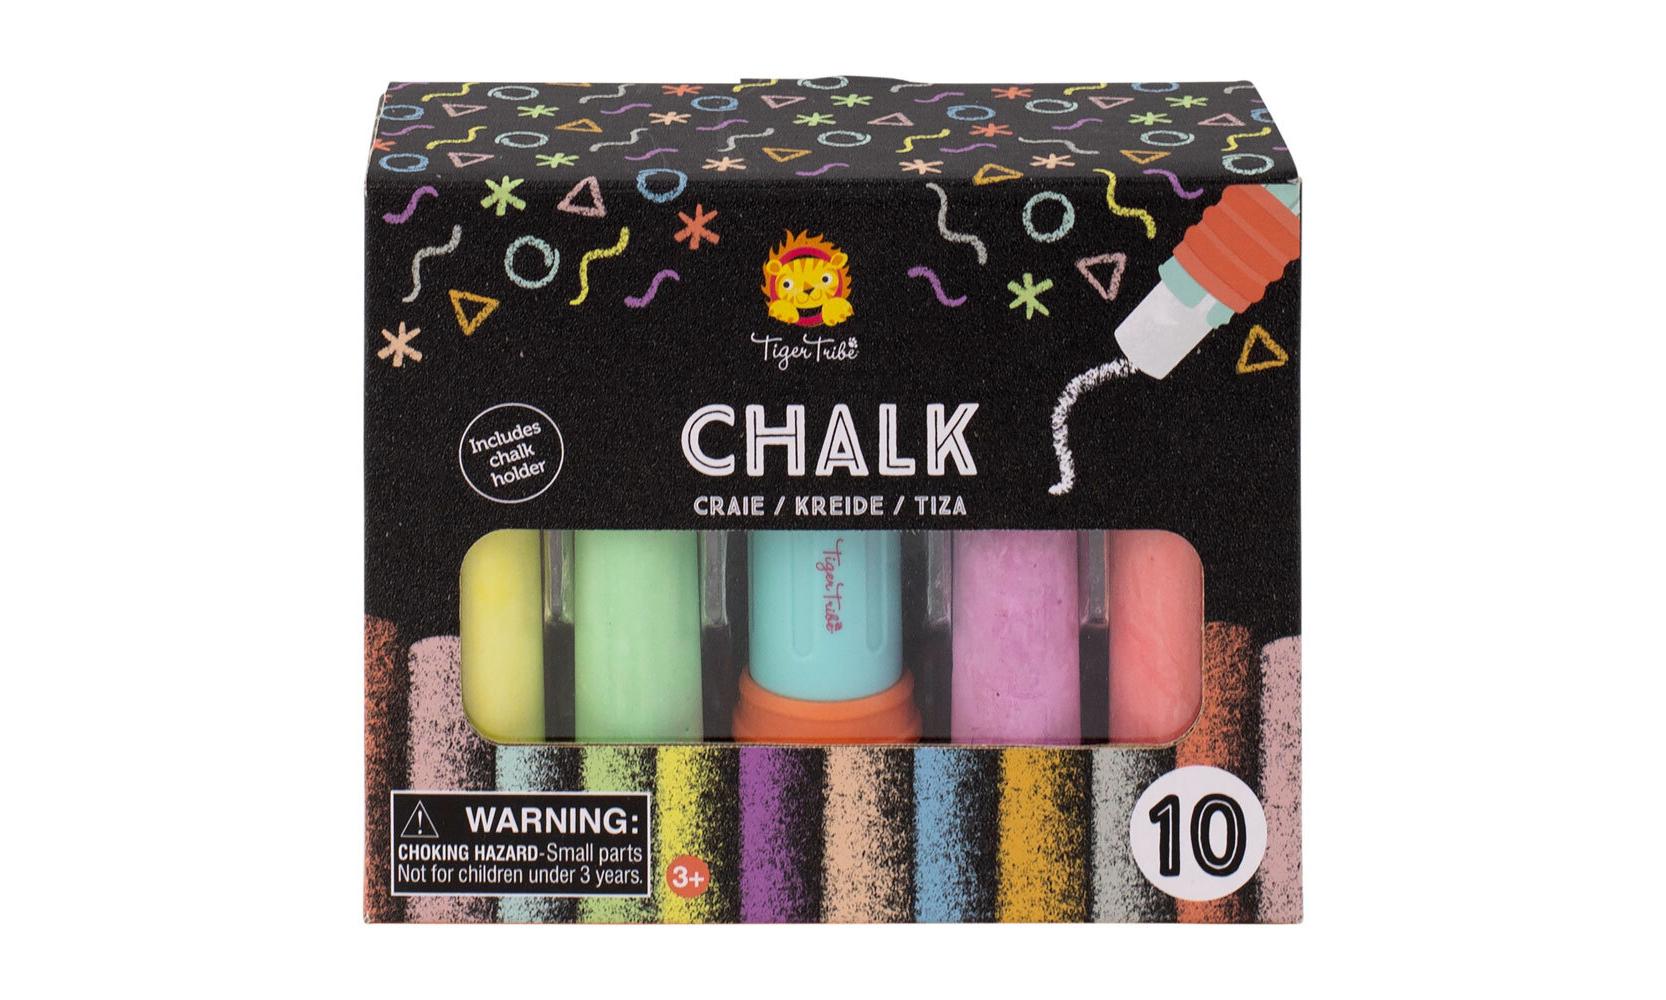 Tiger Tribe
CHALK
CRAIE / KREIDE / TIZA
Includes
chalk
holder
Tiger Tribe
WARNING:
CHOKING HAZARD-Small parts
Not for children under 3 years.
3+
10